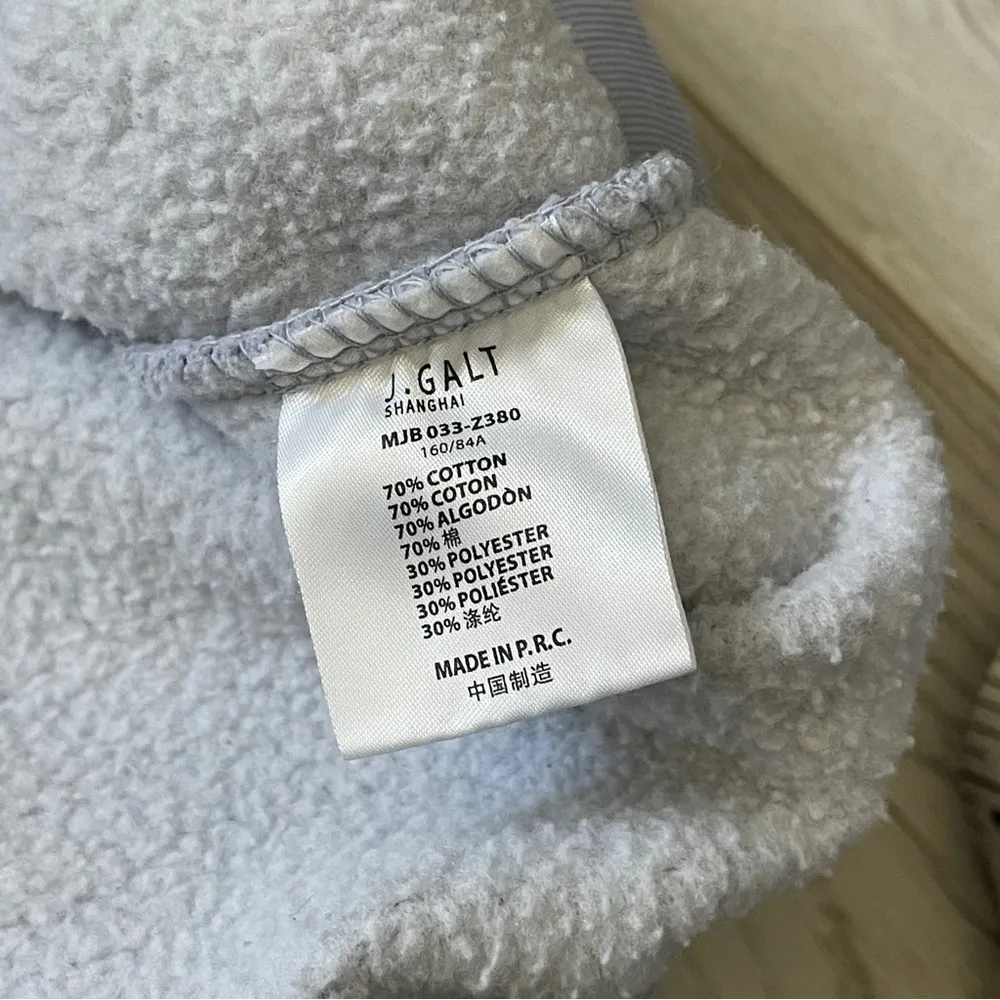 J.GALT
SHANGHAI
MJB 033-Z380
160/84A
70% COTTON
70% COTON
70% ALGODÒN
70% 棉
30% POLYESTER
30% POLYESTER
30% POLIÉSTER
30% 涤纶
MADE IN P.R.C.
中国制造